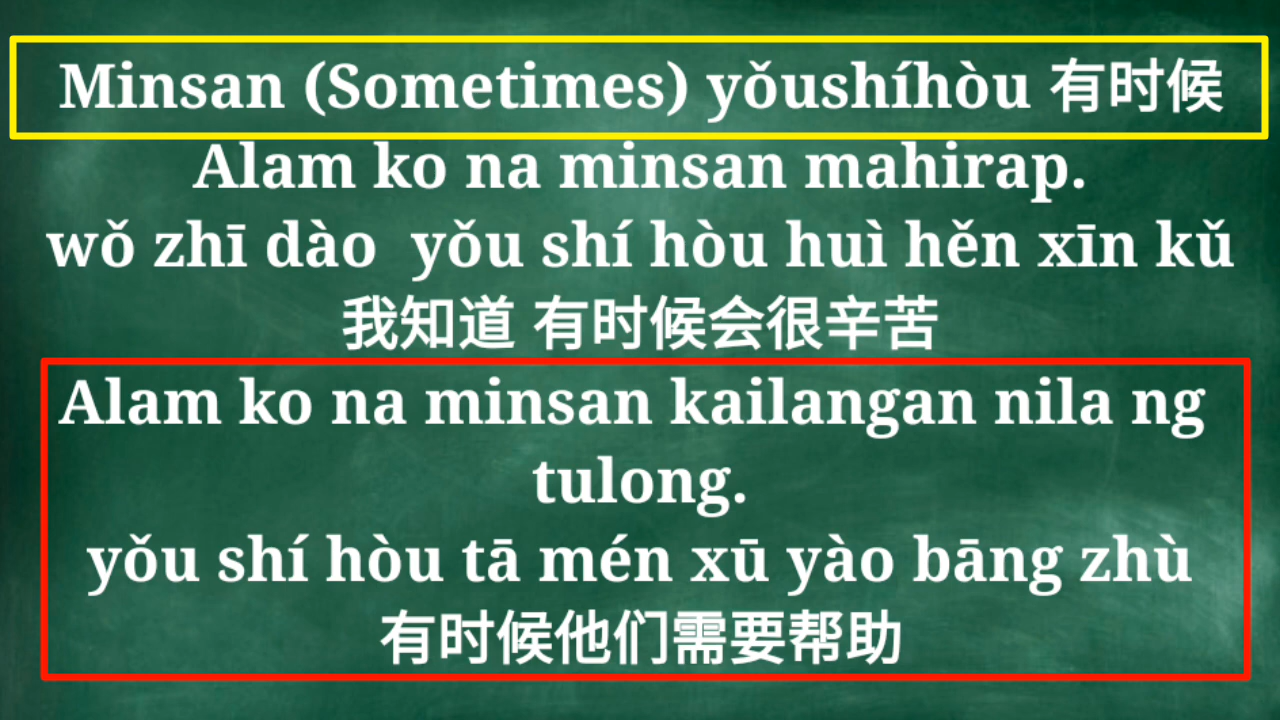 Minsan (Sometimes) yǒushíhòu 有时候
Alam ko na minsan mahirap.
wǒ zhī dào yǒu shí hòu huì hěn xīn kǔ
我知道 有时候会很辛苦
Alam ko na minsan kailangan nila ng
tulong.
yǒu shí hòu tā mén xū yào bāng zhù
有时候他们需要帮助